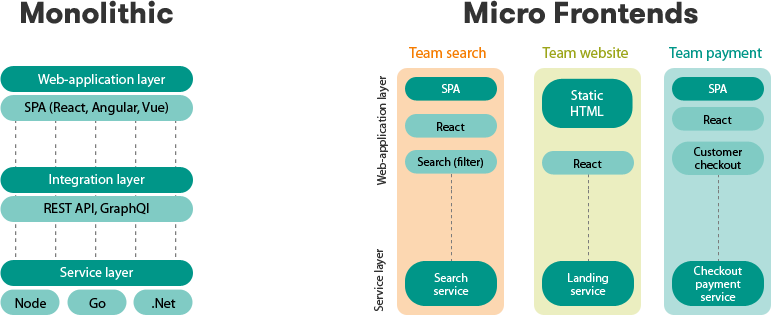 Monolithic
Web-application layer
SPA (React, Angular, Vue)
Integration layer
REST API, GraphQl
Service layer
Node
Go
.Net
Micro Frontends
Web-application layer
Service layer
Team search
SPA
React
Search (filter)
Search
service
Team website
Static
HTML
React
Landing
service
Team payment
SPA
React
Customer
checkout
Checkout
payment
service